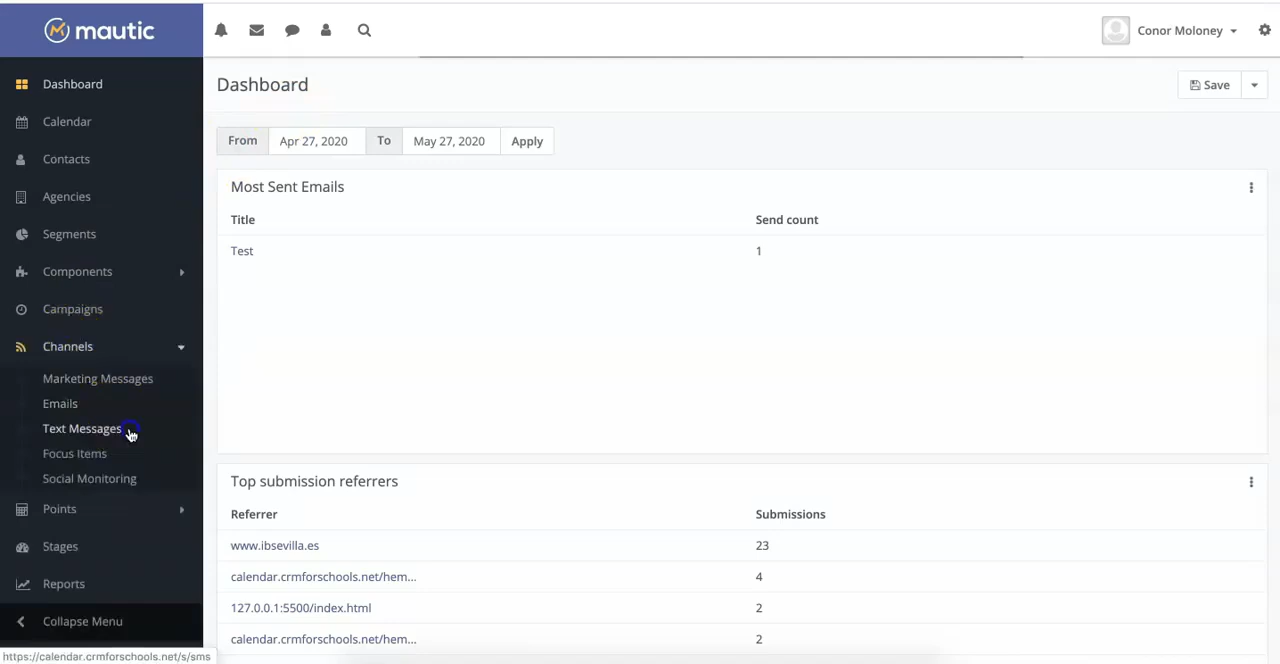 mautic
Conor Moloney
Dashboard
Calendar
Contacts
Agencies
Segments
Components
Campaigns
Channels
Marketing Messages
Emails
Text Messages
Focus Items
Social Monitoring
Points
Stages
Reports
Collapse Menu
https://calendar.crmforschools.net/s/sms
Dashboard
Save
From Apr 27, 2020 To May 27, 2020 Apply
Most Sent Emails
Title Send count
Test 1
Top submission referrers
Referrer Submissions
www.ibsevilla.es 23
calendar.crmforschools.net/hem... 4
127.0.0.1:5500/index.html 2
calendar.crmforschools.net/hem... 2